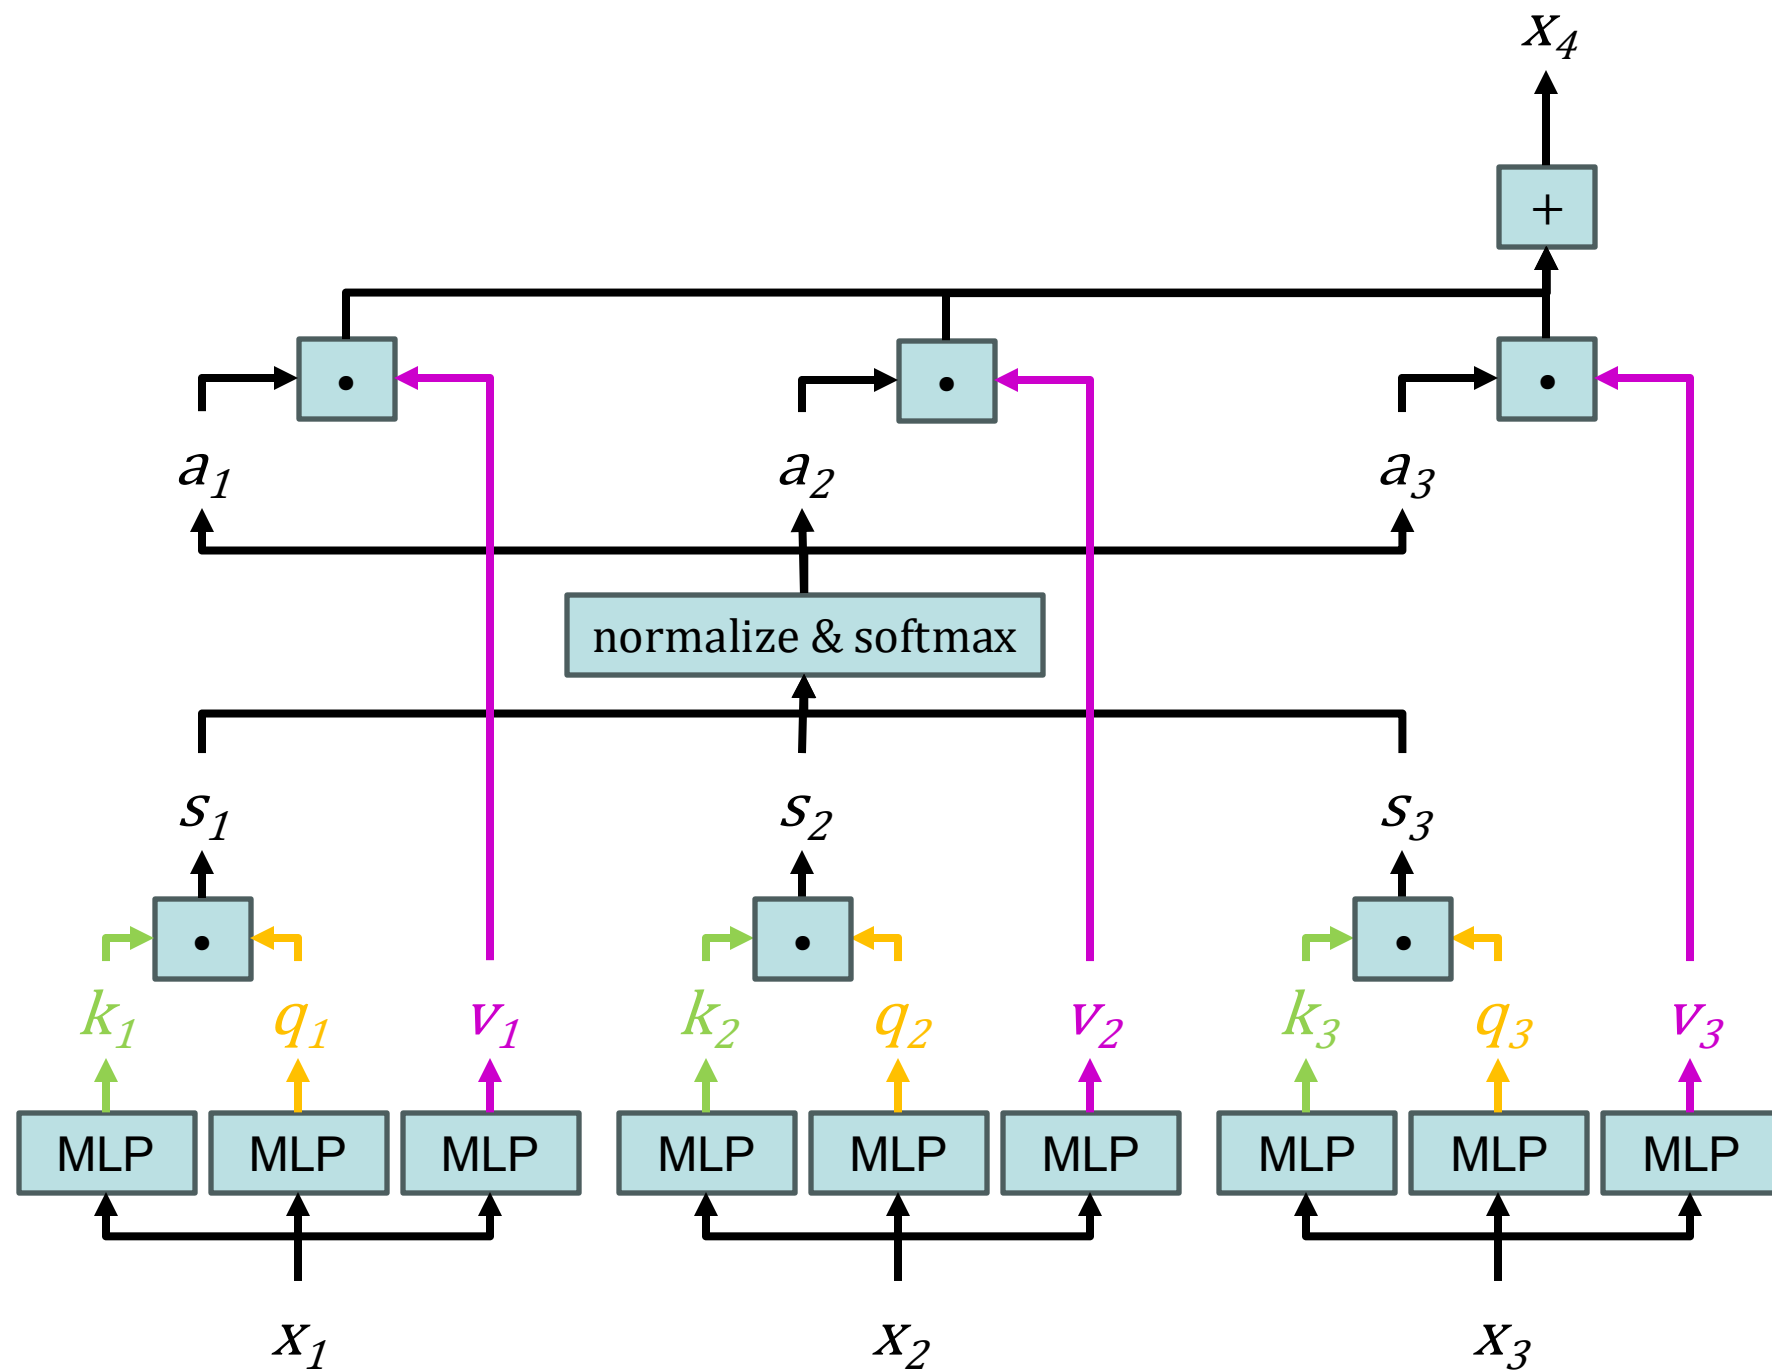 x₄
+
• • •
a₁ a₂ a₃
normalize & softmax
s₁ s₂ s₃
• • •
k₁ q₁ v₁ k₂ q₂ v₂ k₃ q₃ v₃
MLP MLP MLP MLP MLP MLP MLP MLP MLP
x₁ x₂ x₃